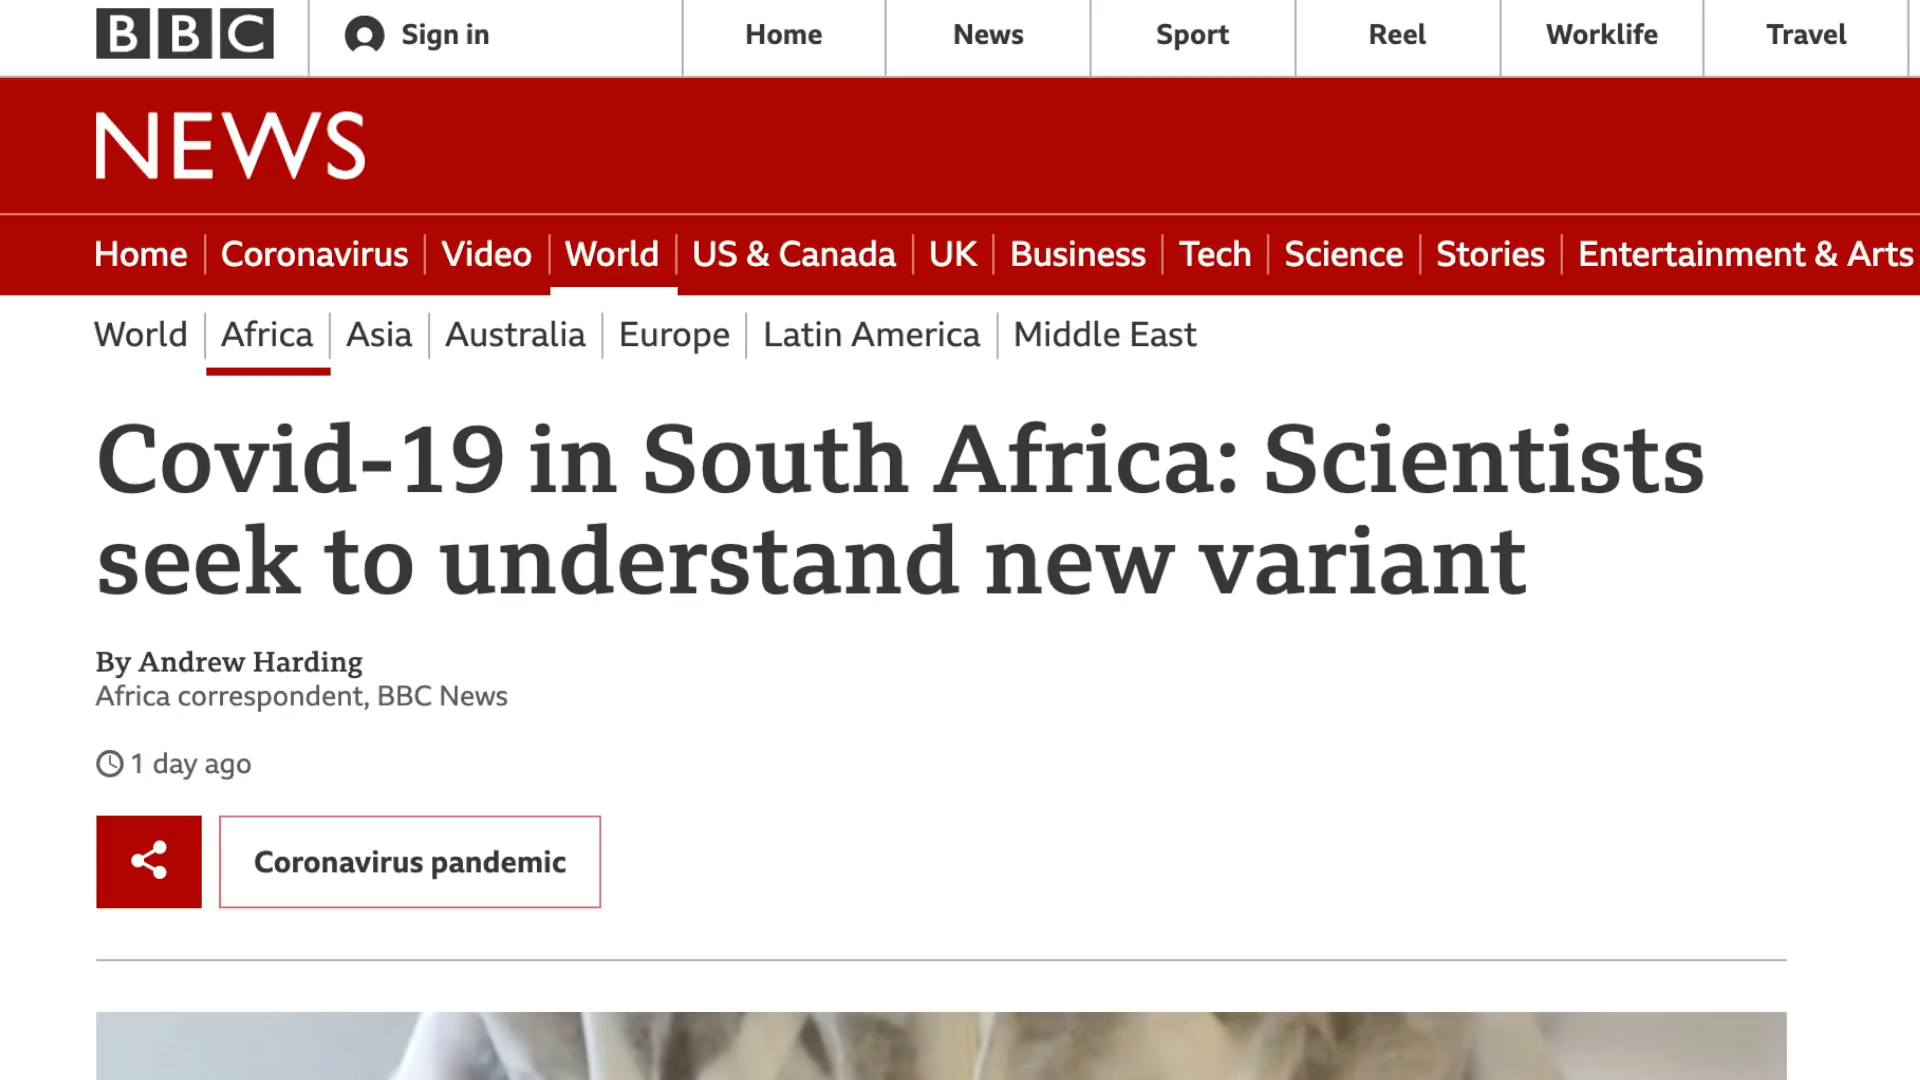 BBC Sign in Home News Sport Reel Worklife Travel
NEWS
Home Coronavirus Video World US & Canada UK Business Tech Science Stories Entertainment & Arts
World Africa Asia Australia Europe Latin America Middle East
Covid-19 in South Africa: Scientists
seek to understand new variant
By Andrew Harding
Africa correspondent, BBC News
1 day ago
Coronavirus pandemic